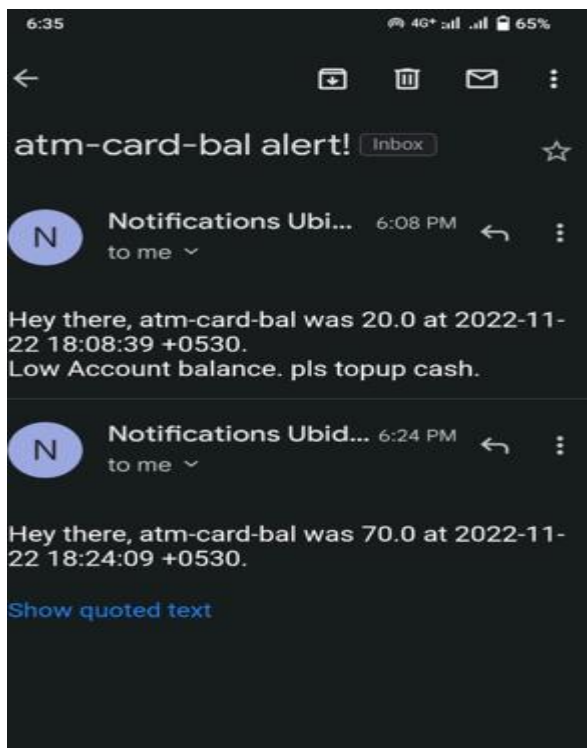 6:35 4G+ 65%
atm-card-bal alert! Inbox
N Notifications Ubi... 6:08 PM
to me
Hey there, atm-card-bal was 20.0 at 2022-11-
22 18:08:39 +0530.
Low Account balance. pls topup cash.
N Notifications Ubid... 6:24 PM
to me
Hey there, atm-card-bal was 70.0 at 2022-11-
22 18:24:09 +0530.
Show quoted text